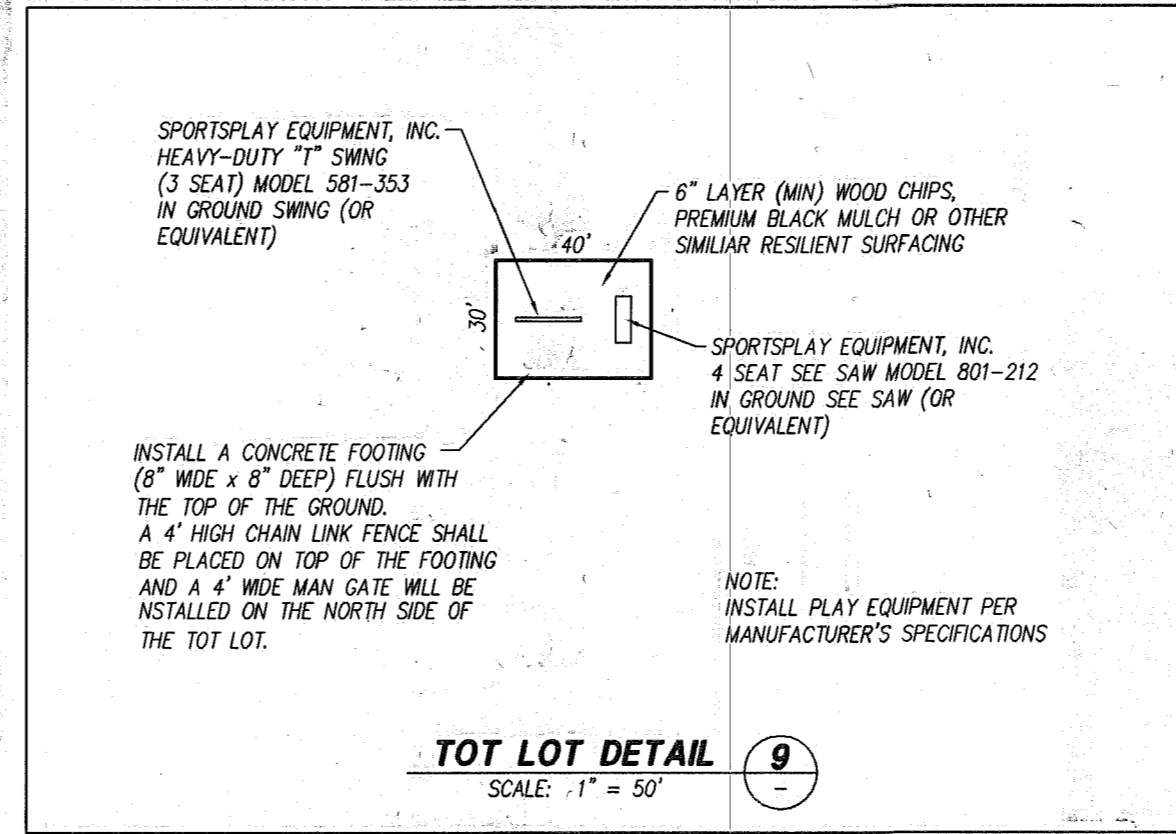 SPORTSPLAY EQUIPMENT, INC.
HEAVY-DUTY "T" SWING
(3 SEAT) MODEL 581-353
IN GROUND SWING (OR
EQUIVALENT)
6" LAYER (MIN) WOOD CHIPS,
PREMIUM BLACK MULCH OR OTHER
SIMILIAR RESILIENT SURFACING
40'
30'
SPORTSPLAY EQUIPMENT, INC.
4 SEAT SEE SAW MODEL 801-212
IN GROUND SEE SAW (OR
EQUIVALENT)
INSTALL A CONCRETE FOOTING
(8" WIDE x 8" DEEP) FLUSH WITH
THE TOP OF THE GROUND.
A 4' HIGH CHAIN LINK FENCE SHALL
BE PLACED ON TOP OF THE FOOTING
AND A 4' WIDE MAN GATE WILL BE
NSTALLED ON THE NORTH SIDE OF
THE TOT LOT.
NOTE:
INSTALL PLAY EQUIPMENT PER
MANUFACTURER'S SPECIFICATIONS
TOT LOT DETAIL
SCALE: 1" = 50'
9
-